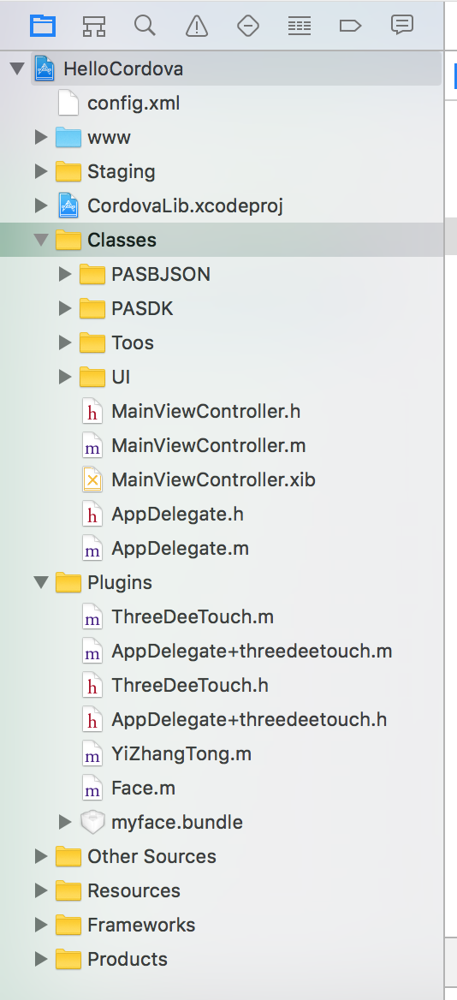 HelloCordova
config.xml
www
Staging
CordovaLib.xcodeproj
Classes
PASBJSON
PASDK
Toos
UI
h MainViewController.h
m MainViewController.m
MainViewController.xib
h AppDelegate.h
m AppDelegate.m
Plugins
m ThreeDeeTouch.m
m AppDelegate+threedeetouch.m
h ThreeDeeTouch.h
h AppDelegate+threedeetouch.h
m YiZhangTong.m
m Face.m
myface.bundle
Other Sources
Resources
Frameworks
Products